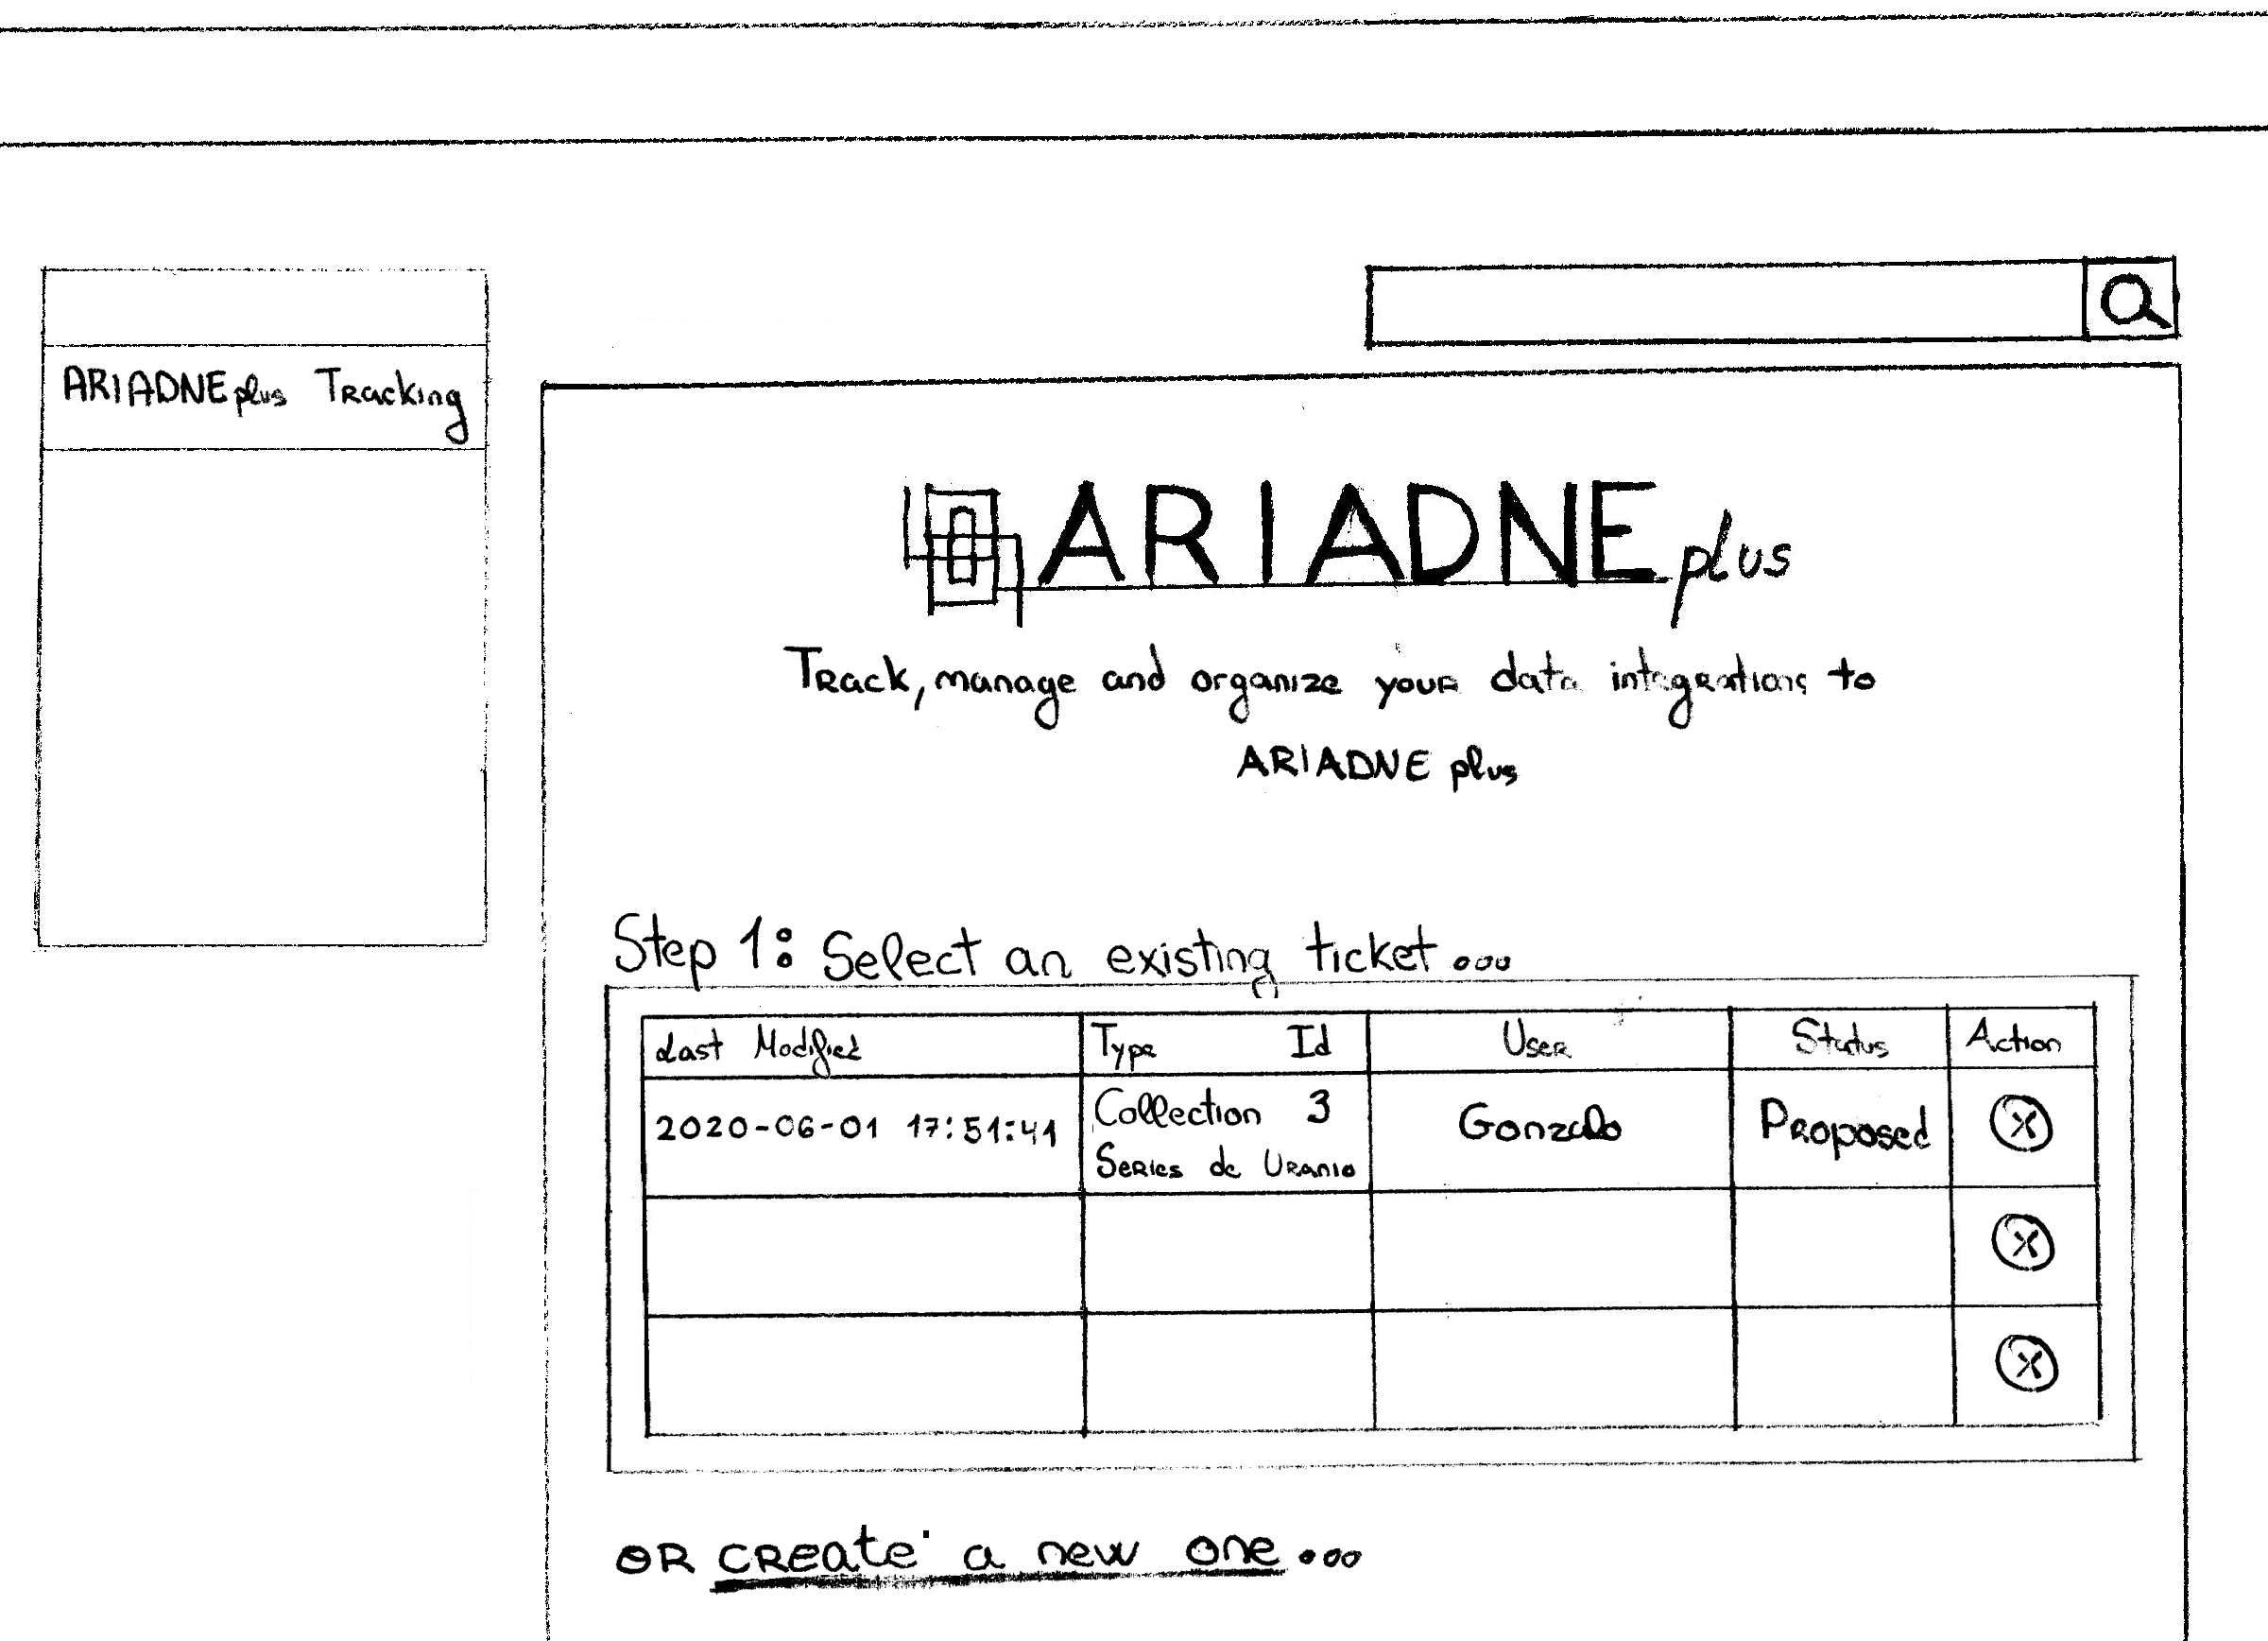 ARIADNEplus Tracking
ARIADNEplus
Track, manage and organize your data integrations to
ARIADNE plus
Step 1: Select an existing ticket...
Last Modified Type Id User Status Action
2020-06-01 17:51:41 Collection 3 Gonzalo Proposed X
Series de Uranio
X
X
OR create a new one...